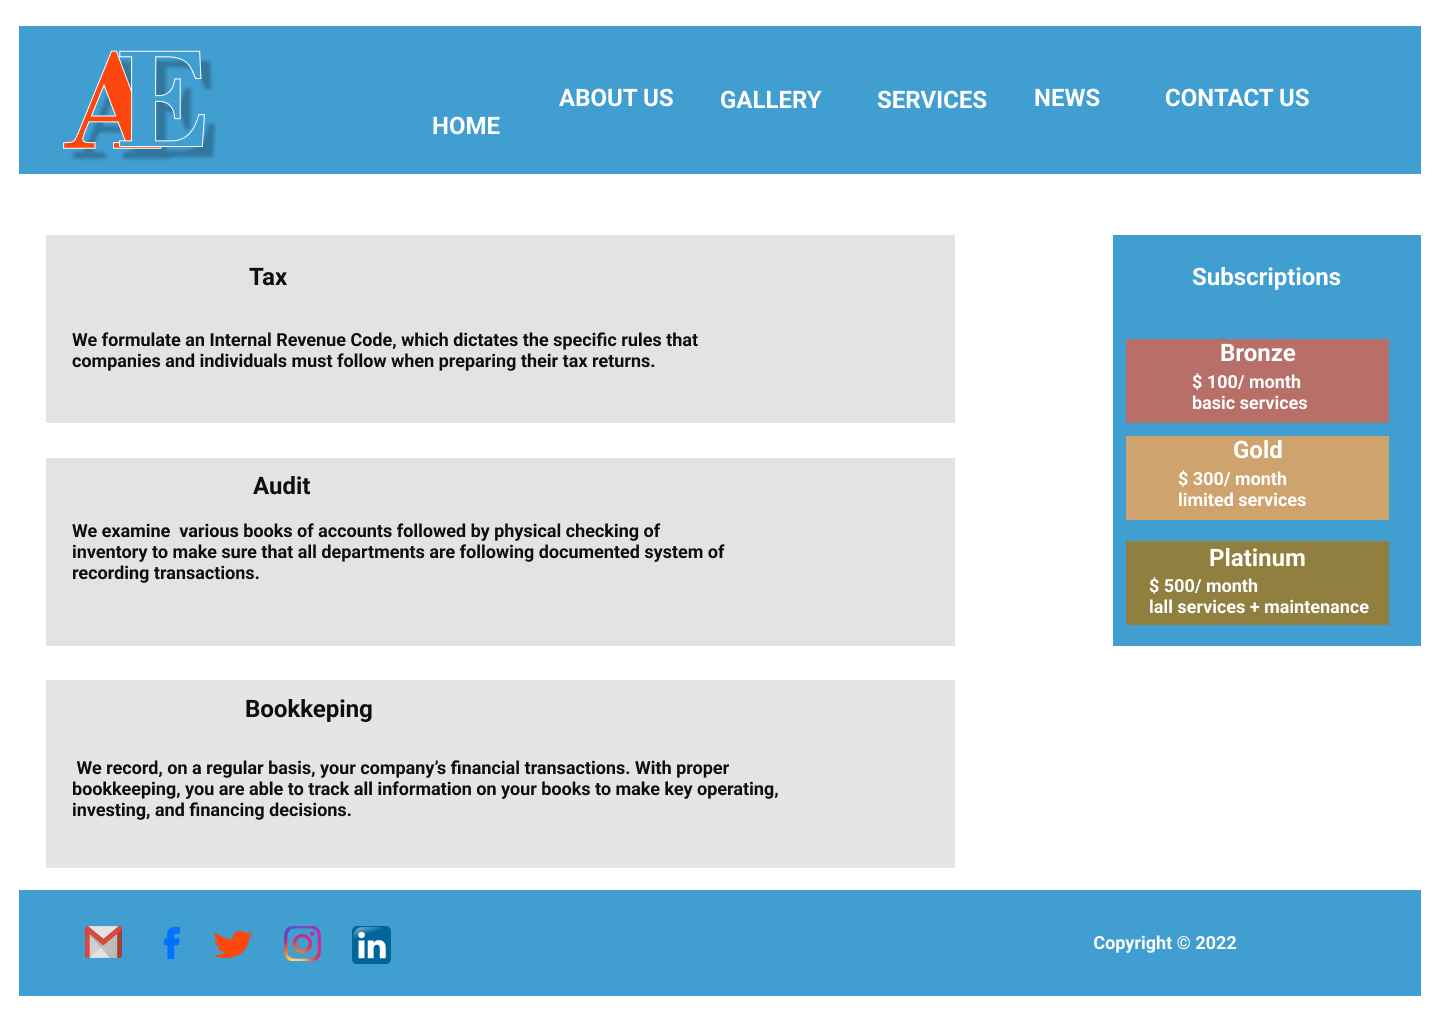 AE
HOME
ABOUT US
GALLERY
SERVICES
NEWS
CONTACT US
Tax
We formulate an Internal Revenue Code, which dictates the specific rules that
companies and individuals must follow when preparing their tax returns.
Audit
We examine  various books of accounts followed by physical checking of
inventory to make sure that all departments are following documented system of
recording transactions.
Bookkeping
We record, on a regular basis, your company’s financial transactions. With proper
bookkeeping, you are able to track all information on your books to make key operating,
investing, and financing decisions.
Subscriptions
Bronze
$ 100/ month
basic services
Gold
$ 300/ month
limited services
Platinum
$ 500/ month
lall services + maintenance
in
Copyright © 2022